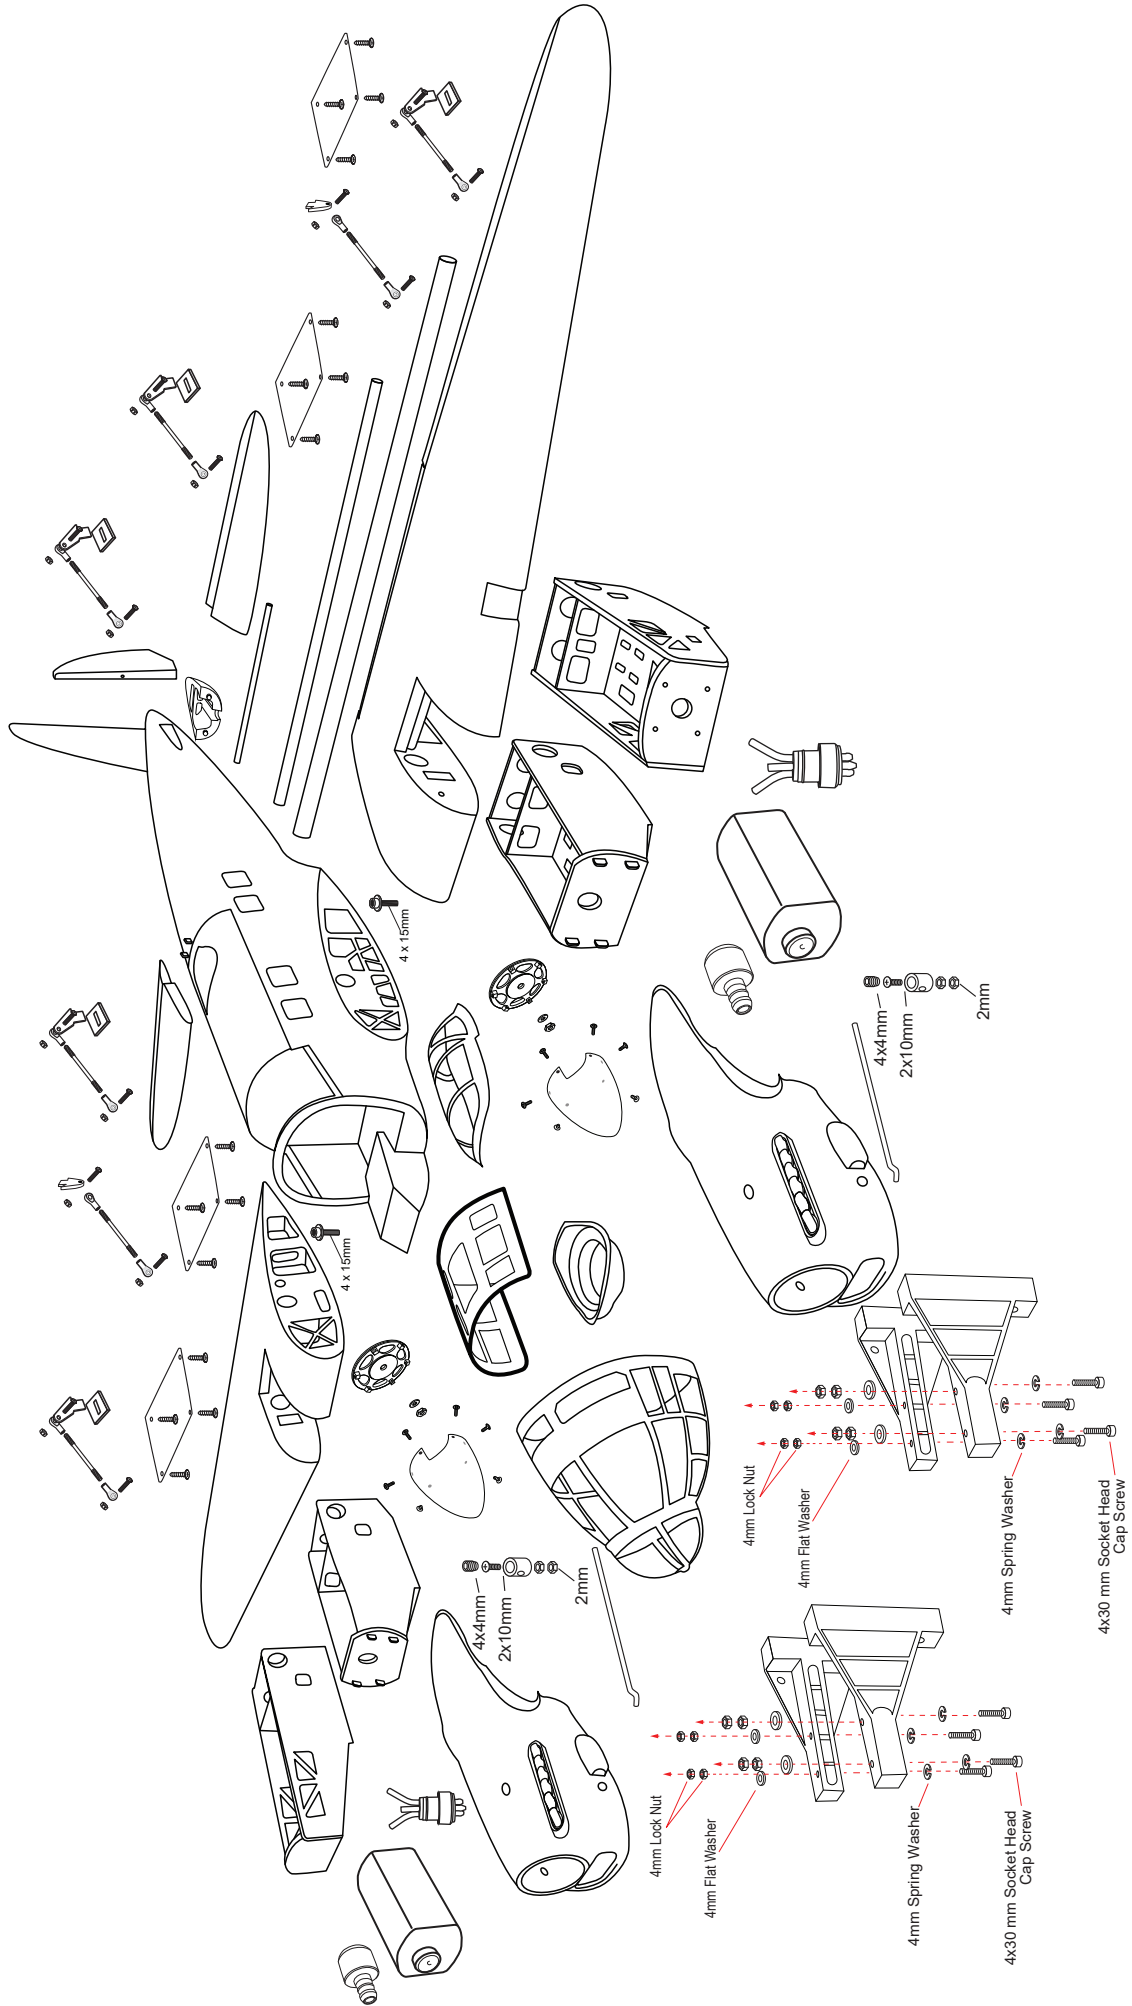 4 x 15mm
4 x 15mm
4x4mm
2x10mm
2mm
4mm Lock Nut
4mm Flat Washer
4mm Spring Washer
4x30 mm Socket Head
Cap Screw
4x4mm
2x10mm
2mm
4mm Lock Nut
4mm Flat Washer
4mm Spring Washer
4x30 mm Socket Head
Cap Screw